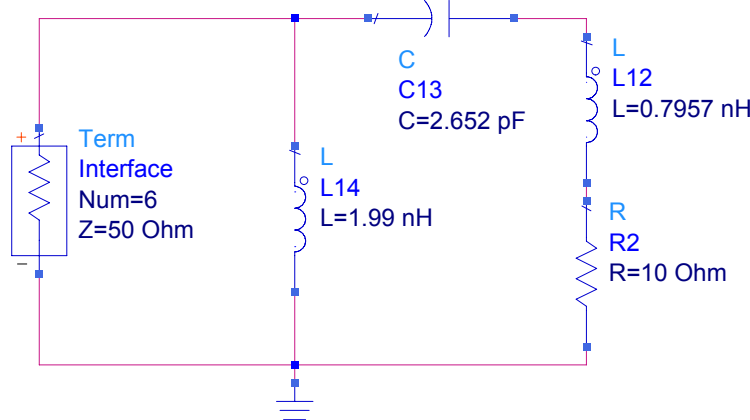 C
C13
C=2.652 pF
L
L12
L=0.7957 nH
+
Term
Interface
Num=6
Z=50 Ohm
−
L
L14
L=1.99 nH
R
R2
R=10 Ohm